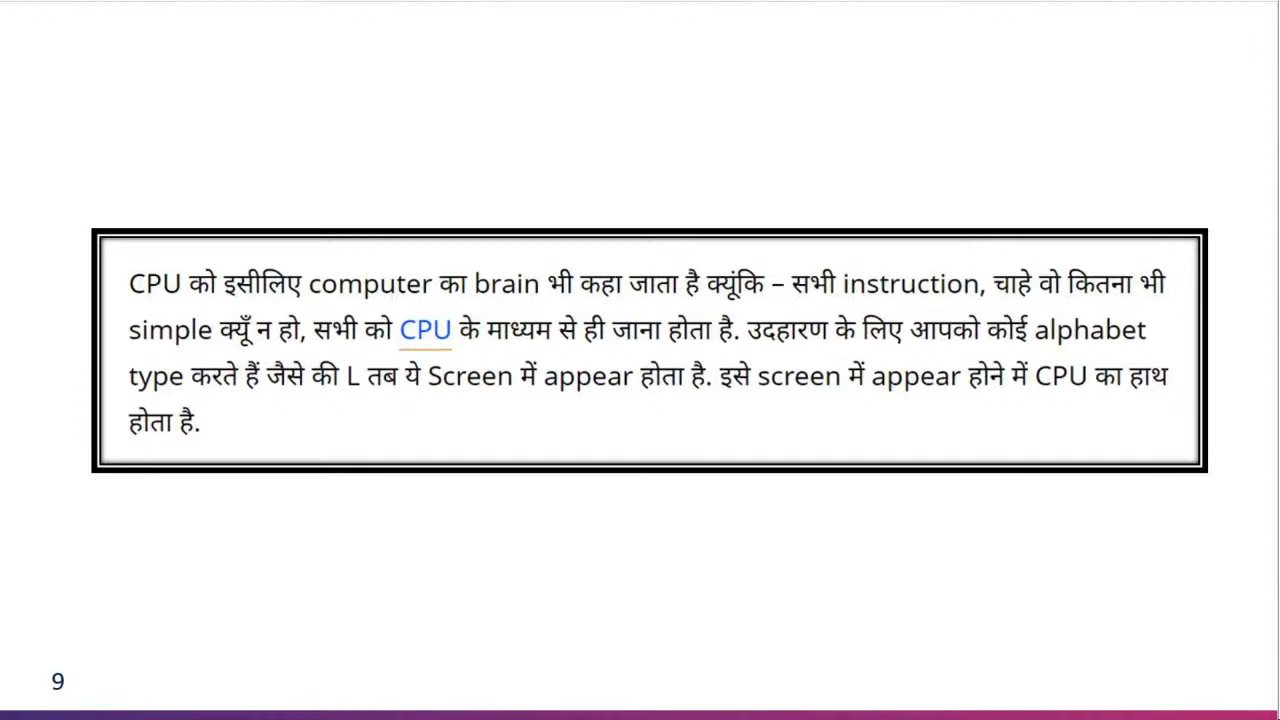 CPU को इसीलिए computer का brain भी कहा जाता है क्यूंकि – सभी instruction, चाहे वो कितना भी
simple क्यूँ न हो, सभी को CPU के माध्यम से ही जाना होता है. उदहारण के लिए आपको कोई alphabet
type करते हैं जैसे की L तब ये Screen में appear होता है. इसे screen में appear होने में CPU का हाथ
होता है.
9